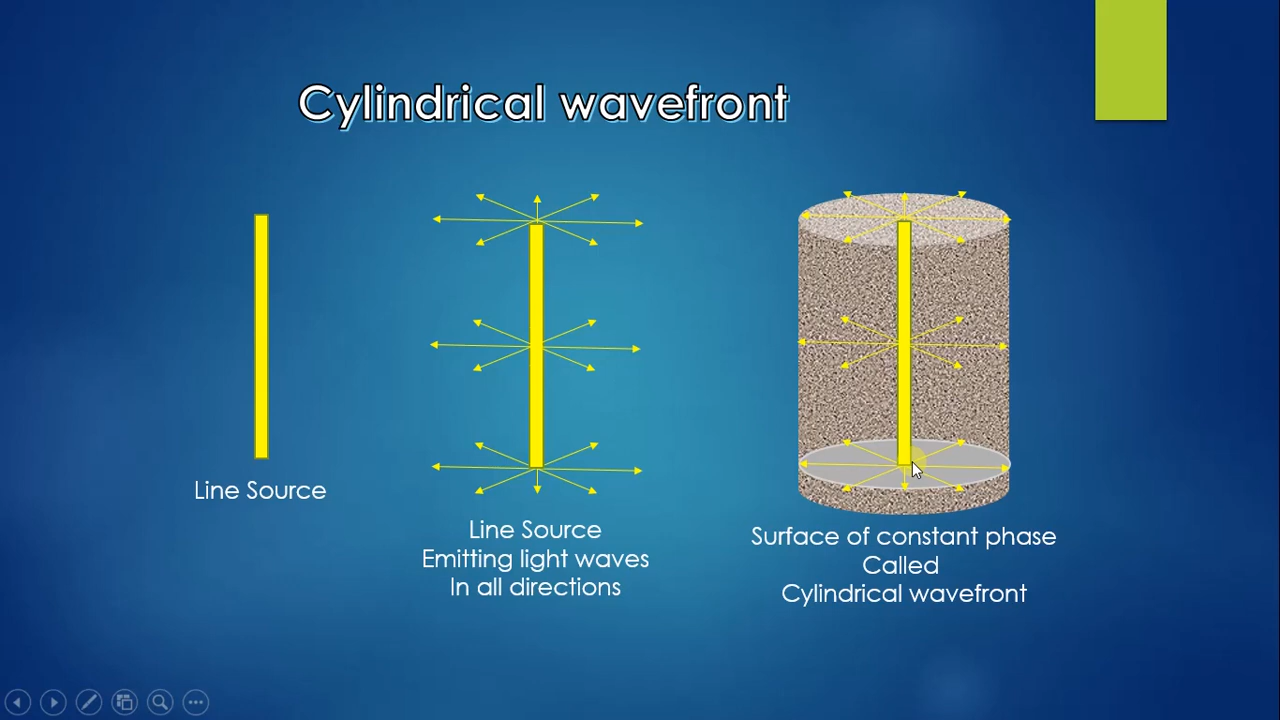 Cylindrical wavefront
Line Source
Line Source
Emitting light waves
In all directions
Surface of constant phase
Called
Cylindrical wavefront